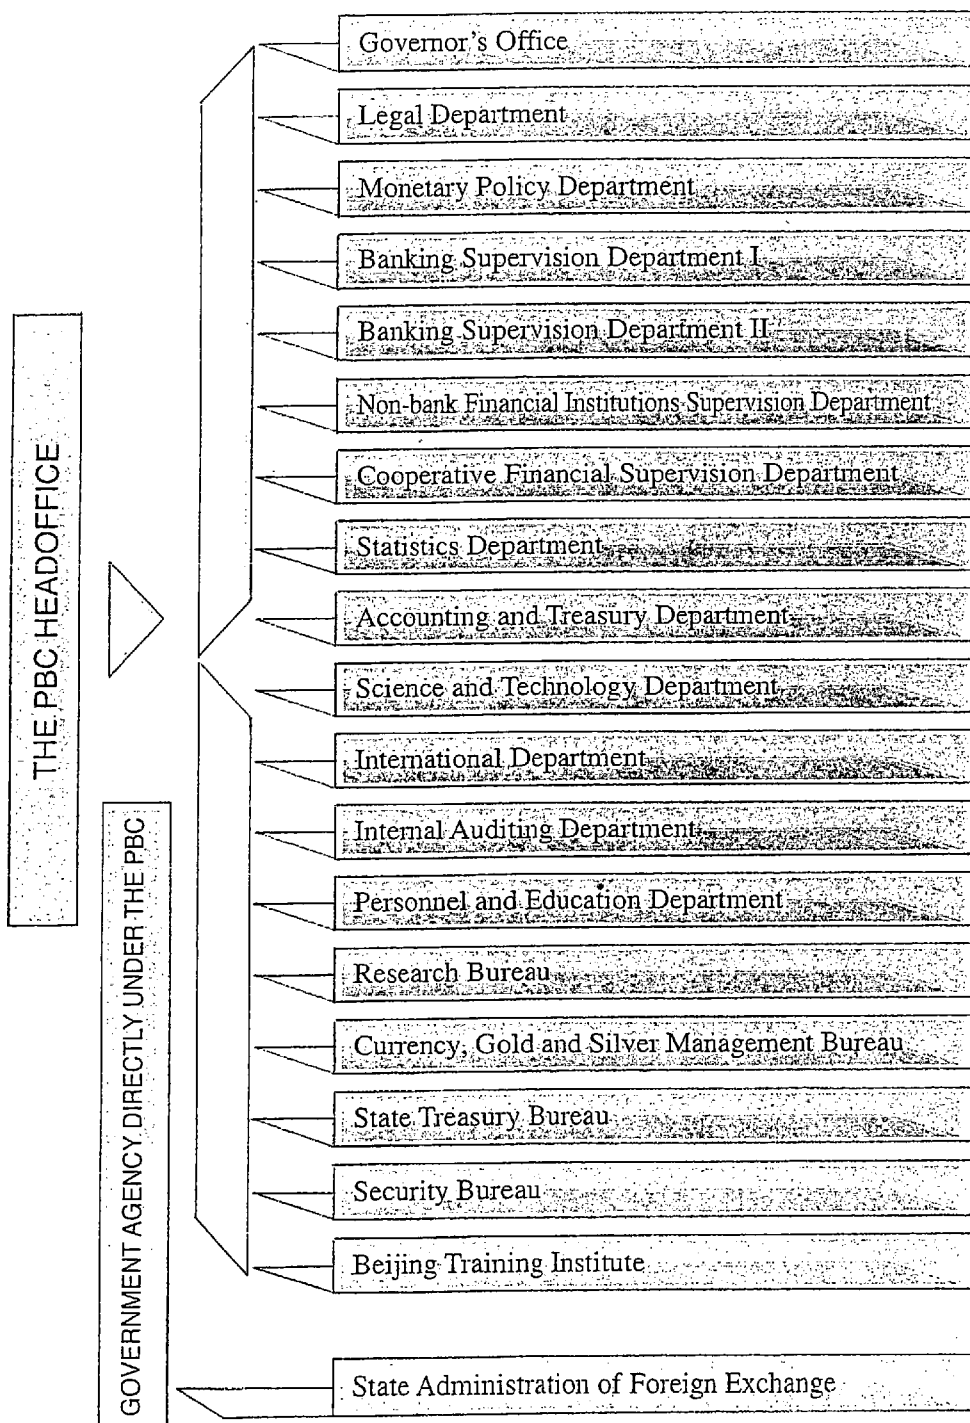 THE PBC HEADOFFICE
Governor's Office
Legal Department
Monetary Policy Department
Banking Supervision Department I
Banking Supervision Department II
Non-bank Financial Institutions Supervision Department
Cooperative Financial Supervision Department
Statistics Department
Accounting and Treasury Department
Science and Technology Department
International Department
Internal Auditing Department
Personnel and Education Department
Research Bureau
Currency, Gold and Silver Management Bureau
State Treasury Bureau
Security Bureau
Beijing Training Institute
GOVERNMENT AGENCY DIRECTLY UNDER THE PBC
State Administration of Foreign Exchange